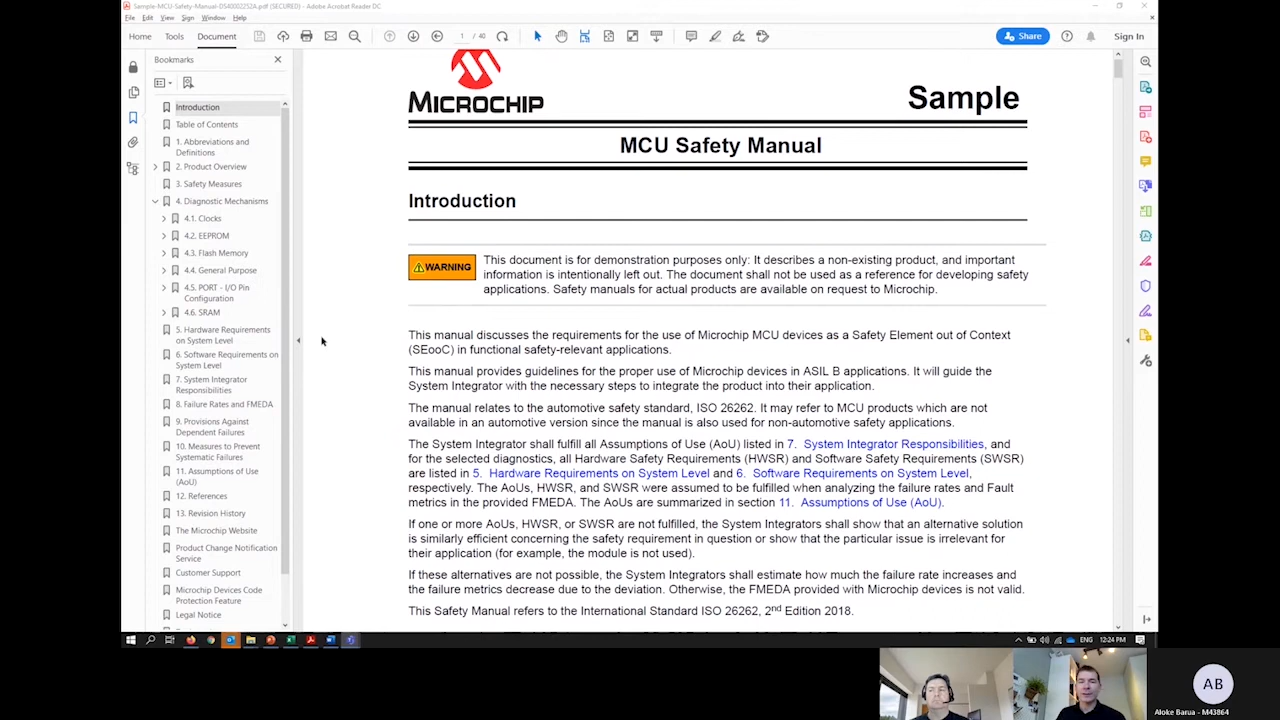 Sample-MCU-Safety-Manual-DS40002252A.pdf (SECURED) - Adobe Acrobat Reader DC
File Edit View Sign Window Help
Home Tools Document 1 / 40 Share Sign In
Bookmarks
Introduction
Table of Contents
1. Abbreviations and
Definitions
2. Product Overview
3. Safety Measures
4. Diagnostic Mechanisms
4.1. Clocks
4.2. EEPROM
4.3. Flash Memory
4.4. General Purpose
4.5. PORT - I/O Pin
Configuration
4.6. SRAM
5. Hardware Requirements
on System Level
6. Software Requirements on
System Level
7. System Integrator
Responsibilities
8. Failure Rates and FMEDA
9. Provisions Against
Dependent Failures
10. Measures to Prevent
Systematic Failures
11. Assumptions of Use
(AoU)
12. References
13. Revision History
The Microchip Website
Product Change Notification
Service
Customer Support
Microchip Devices Code
Protection Feature
Legal Notice
MICROCHIP
Sample
MCU Safety Manual
Introduction
WARNING
This document is for demonstration purposes only: It describes a non-existing product, and important
information is intentionally left out. The document shall not be used as a reference for developing safety
applications. Safety manuals for actual products are available on request to Microchip.
This manual discusses the requirements for the use of Microchip MCU devices as a Safety Element out of Context
(SEooC) in functional safety-relevant applications.
This manual provides guidelines for the proper use of Microchip devices in ASIL B applications. It will guide the
System Integrator with the necessary steps to integrate the product into their application.
The manual relates to the automotive safety standard, ISO 26262. It may refer to MCU products which are not
available in an automotive version since the manual is also used for non-automotive safety applications.
The System Integrator shall fulfill all Assumptions of Use (AoU) listed in 7. System Integrator Responsibilities, and
for the selected diagnostics, all Hardware Safety Requirements (HWSR) and Software Safety Requirements (SWSR)
are listed in 5. Hardware Requirements on System Level and 6. Software Requirements on System Level,
respectively. The AoUs, HWSR, and SWSR were assumed to be fulfilled when analyzing the failure rates and Fault
metrics in the provided FMEDA. The AoUs are summarized in section 11. Assumptions of Use (AoU).
If one or more AoUs, HWSR, or SWSR are not fulfilled, the System Integrators shall show that an alternative solution
is similarly efficient concerning the safety requirement in question or show that the particular issue is irrelevant for
their application (for example, the module is not used).
If these alternatives are not possible, the System Integrators shall estimate how much the failure rate increases and
the failure metrics decrease due to the deviation. Otherwise, the FMEDA provided with Microchip devices is not valid.
This Safety Manual refers to the International Standard ISO 26262, 2nd Edition 2018.
ENG 12:24 PM
AB
Aloke Barua - M43864